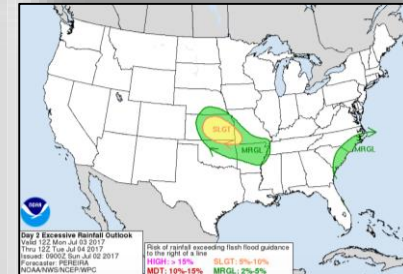 SLGT
MRGL
MRGL
NOAA
Day 2 Excessive Rainfall Outlook
Valid 12Z Mon Jul 03 2017
Thru 12Z Tue Jul 04 2017
Issued: 0900Z Sun Jul 02 2017
Forecaster: PEREIRA
NOAA/NWS/NCEP/WPC
Risk of rainfall exceeding flash flood guidance
to the right of a line
HIGH: > 15% SLGT: 5%-10%
MDT: 10%-15% MRGL: 2%-5%